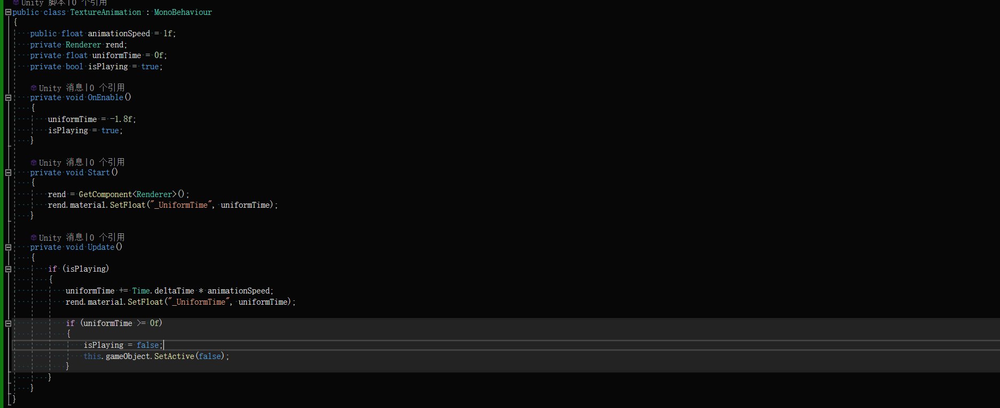 Unity 脚本|0 个引用
public class TextureAnimation : MonoBehaviour
{
public float animationSpeed = 1f;
private Renderer rend;
private float uniformTime = 0f;
private bool isPlaying = true;
Unity 消息|0 个引用
private void OnEnable()
{
uniformTime = -1.8f;
isPlaying = true;
}
Unity 消息|0 个引用
private void Start()
{
rend = GetComponent<Renderer>();
rend.material.SetFloat("_UniformTime", uniformTime);
}
Unity 消息|0 个引用
private void Update()
{
if (isPlaying)
{
uniformTime += Time.deltaTime * animationSpeed;
rend.material.SetFloat("_UniformTime", uniformTime);
if (uniformTime >= 0f)
{
isPlaying = false;
this.gameObject.SetActive(false);
}
}
}
}